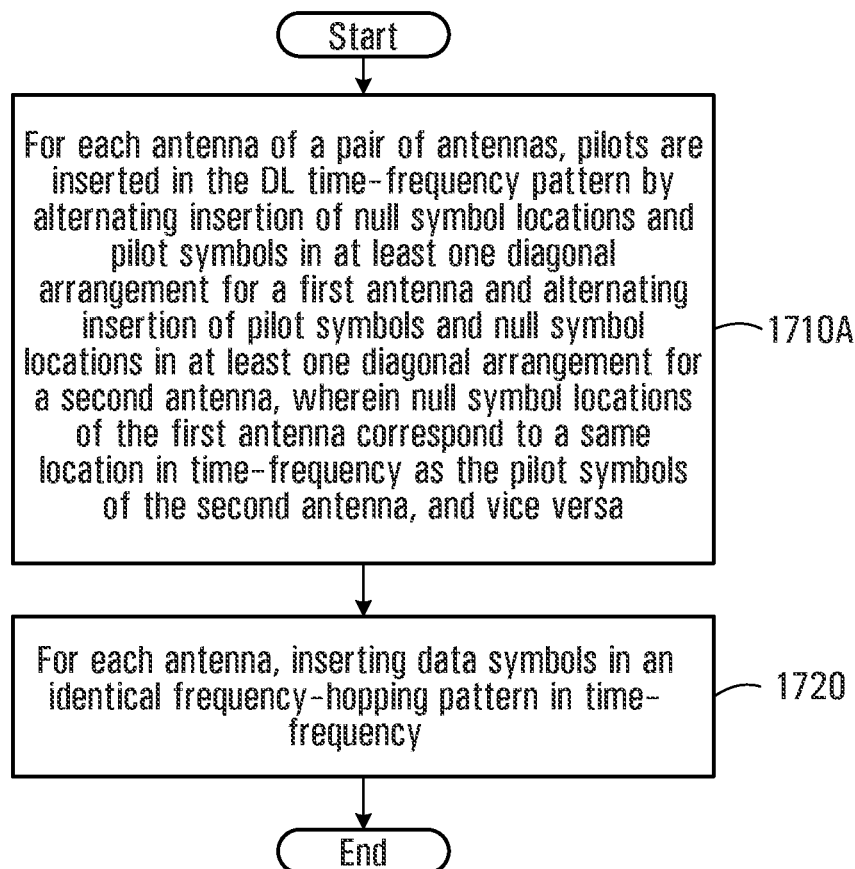 Start
For each antenna of a pair of antennas, pilots are
inserted in the DL time-frequency pattern by
alternating insertion of null symbol locations and
pilot symbols in at least one diagonal
arrangement for a first antenna and alternating
insertion of pilot symbols and null symbol
locations in at least one diagonal arrangement for
a second antenna, wherein null symbol locations
of the first antenna correspond to a same
location in time-frequency as the pilot symbols
of the second antenna, and vice versa
1710A
For each antenna, inserting data symbols in an
identical frequency-hopping pattern in time-
frequency
1720
End